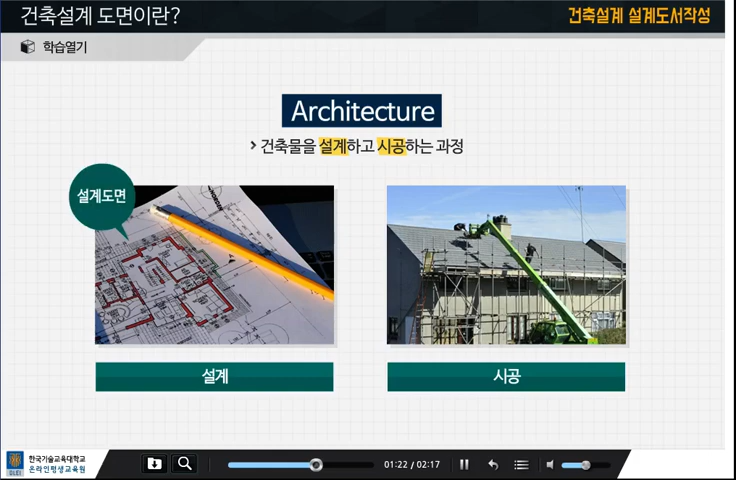 건축설계 도면이란?
건축설계 설계도서작성
학습열기
Architecture
› 건축물을 설계하고 시공하는 과정
설계도면
설계
시공
한국기술교육대학교
온라인평생교육원
OLEI
01:22 / 02:17